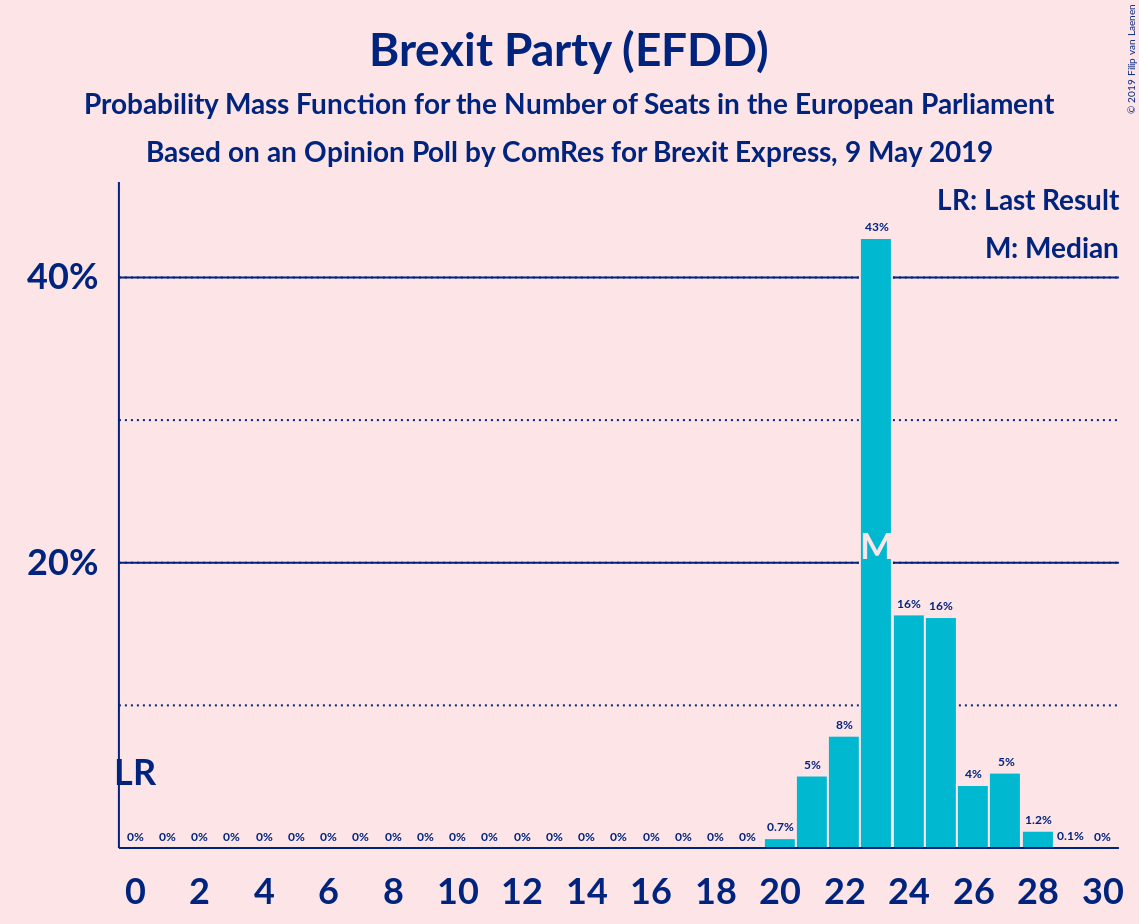 Brexit Party (EFDD)
Probability Mass Function for the Number of Seats in the European Parliament
Based on an Opinion Poll by ComRes for Brexit Express, 9 May 2019
© 2019 Filip van Laenen
LR: Last Result
M: Median
43%
40%
M
20%
16% 16%
8%
LR
5% 4% 5%
0% 0% 0% 0% 0% 0% 0% 0% 0% 0% 0% 0% 0% 0% 0% 0% 0% 0% 0% 0% 0.7% 1.2% 0.1% 0%
0 2 4 6 8 10 12 14 16 18 20 22 24 26 28 30